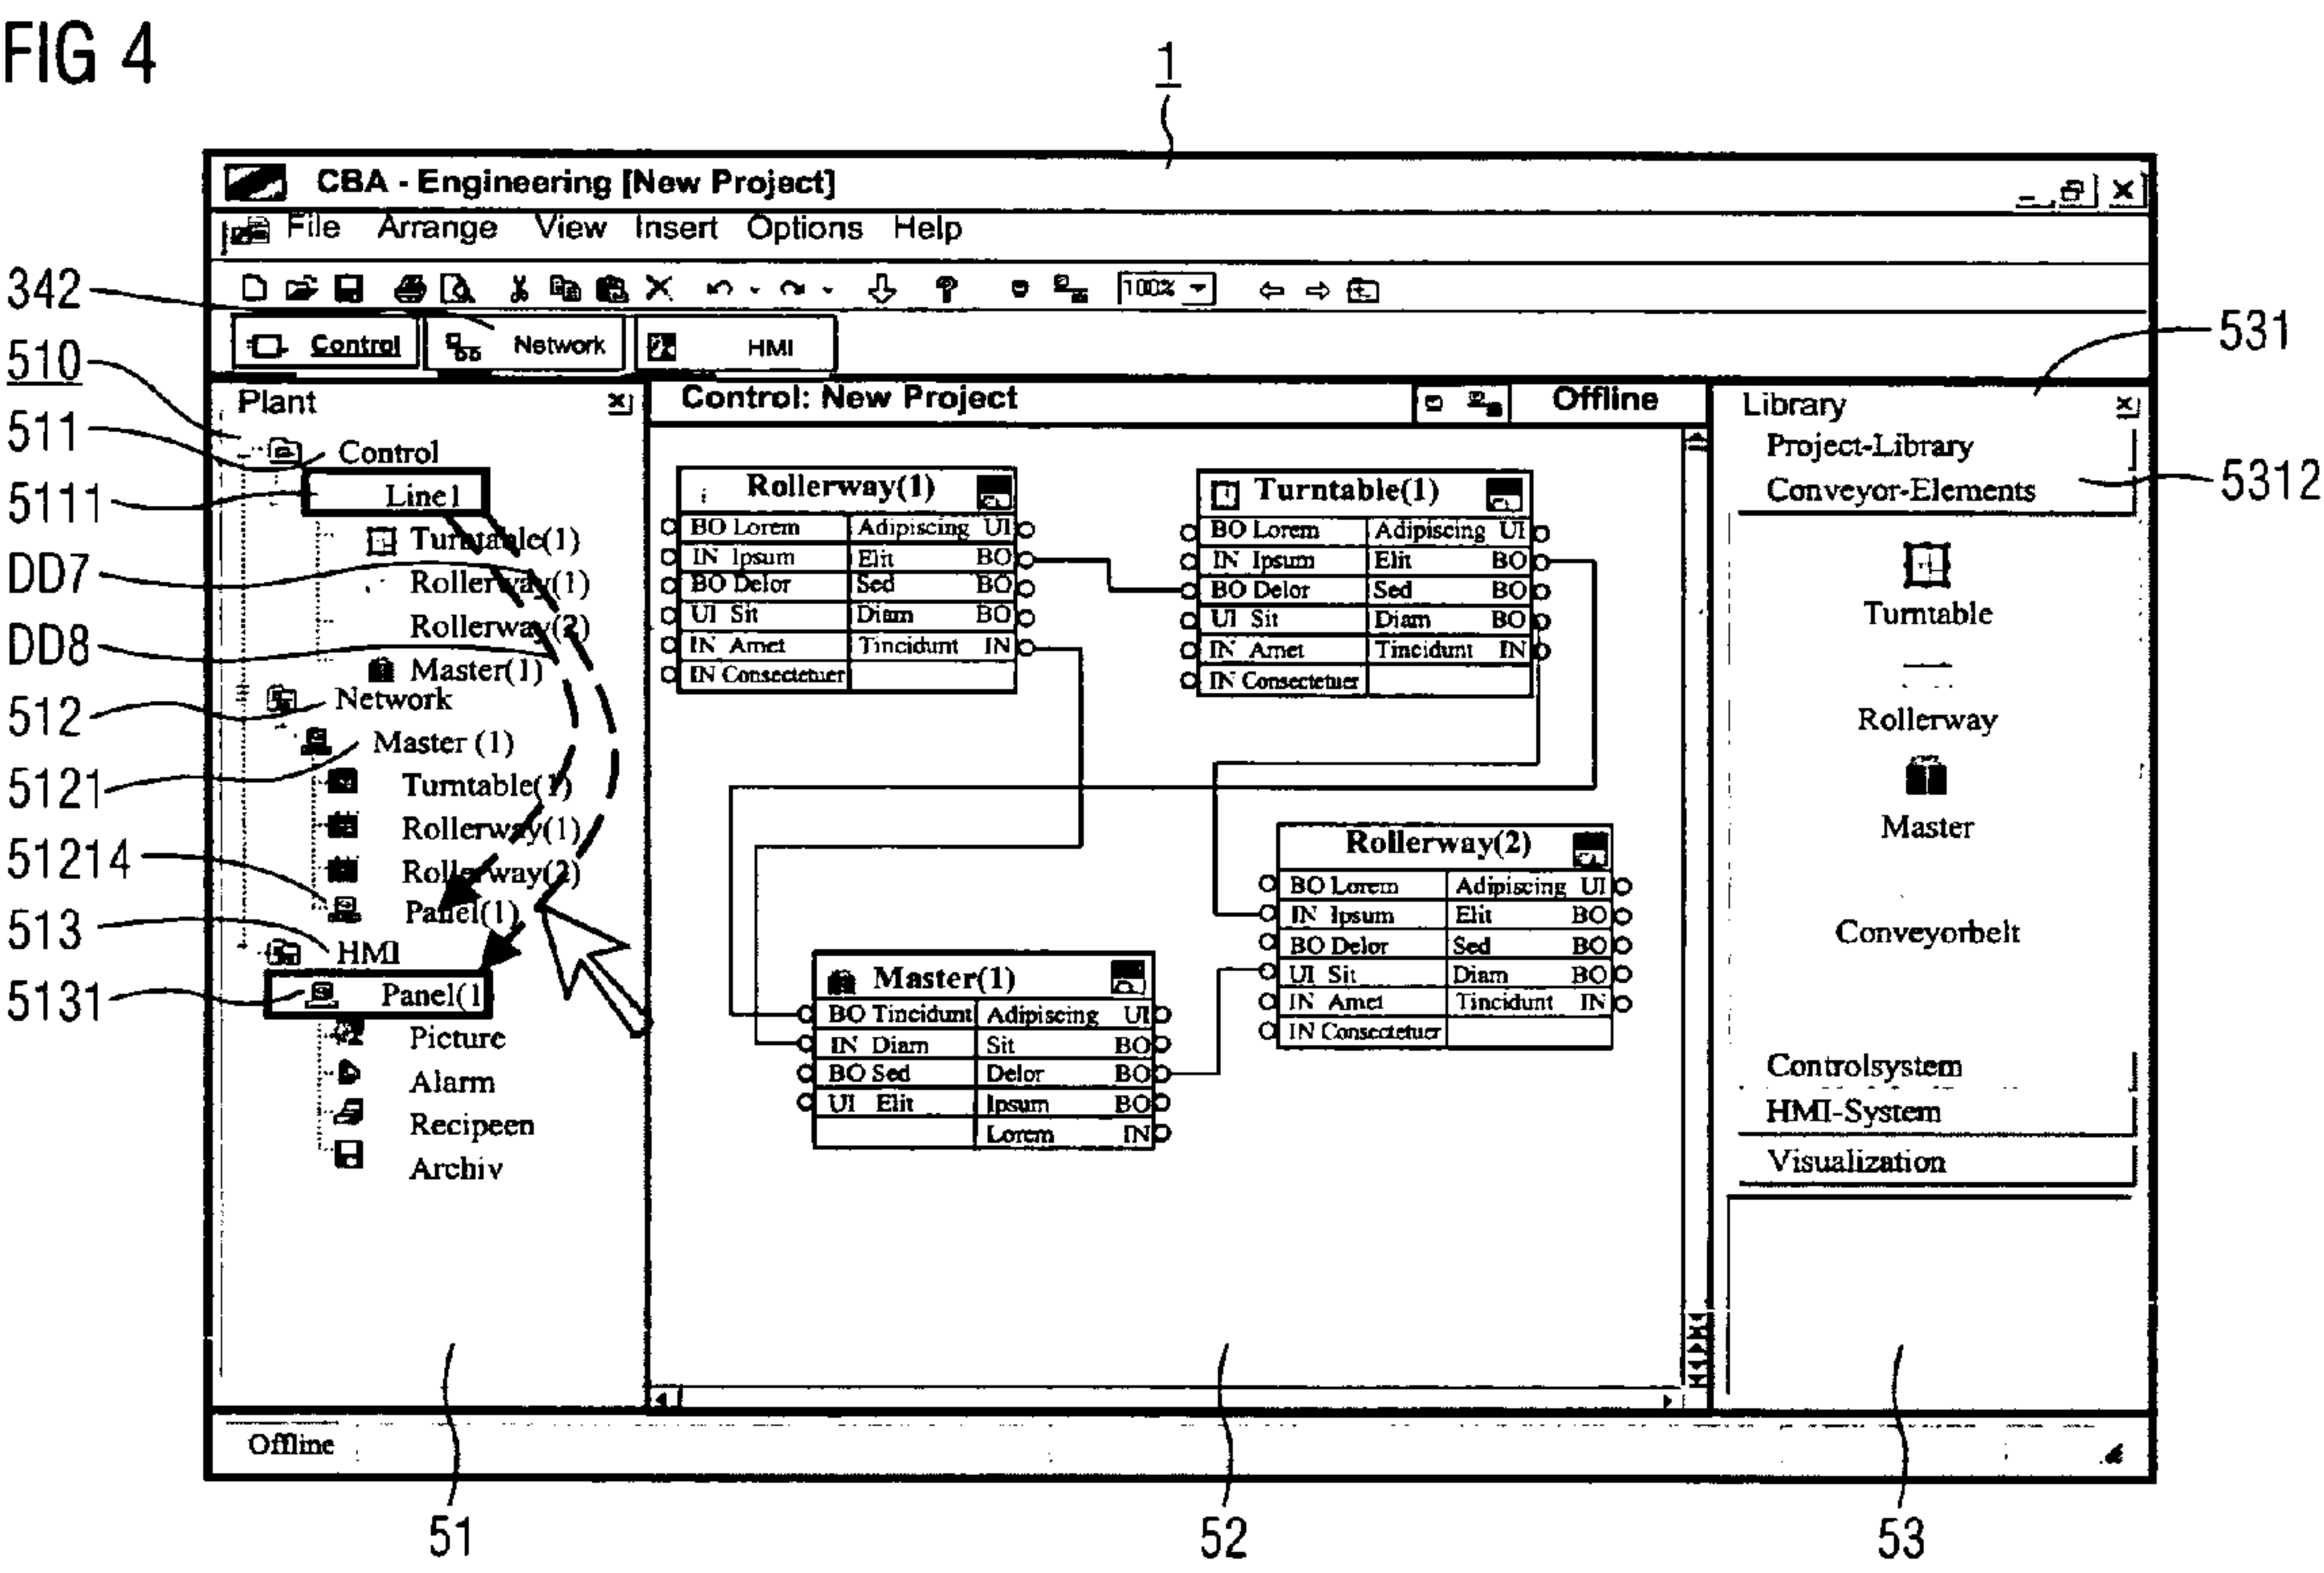 FIG 4
1
CBA - Engineering [New Project]
File Arrange View Insert Options Help
342
100%
Control Network HMI
531
510
Plant
Control: New Project Offline
Library
511
Control
Project-Library
5111
Line1
Conveyor-Elements
5312
Turntable(1)
DD7
Rollerway(1)
Rollerway(2)
DD8
Master(1)
512
Network
Master (1)
5121
Turntable(1)
Rollerway(1)
51214
Rollerway(2)
Panel(1)
513
HMI
5131
Panel(1
Picture
Alarm
Recipeen
Archiv
Rollerway(1)
BO Lorem Adipiscing UI
IN Ipsum Elit BO
BO Delor Sed BO
UI Sit Diam BO
IN Amet Tincidunt IN
IN Consectetuer
Turntable(1)
BO Lorem Adipiscing UI
IN Ipsum Elit BO
BO Delor Sed BO
UI Sit Diam BO
IN Amet Tincidunt IN
IN Consectetuer
Rollerway(2)
BO Lorem Adipiscing UI
IN Ipsum Elit BO
BO Delor Sed BO
UI Sit Diam BO
IN Amet Tincidunt IN
IN Consectetuer
Master(1)
BO Tincidunt Adipiscing UI
IN Diam Sit BO
BO Sed Delor BO
UI Elit Ipsum BO
Lorem IN
Turntable
Rollerway
Master
Conveyorbelt
Controlsystem
HMI-System
Visualization
Offline
51
52
53